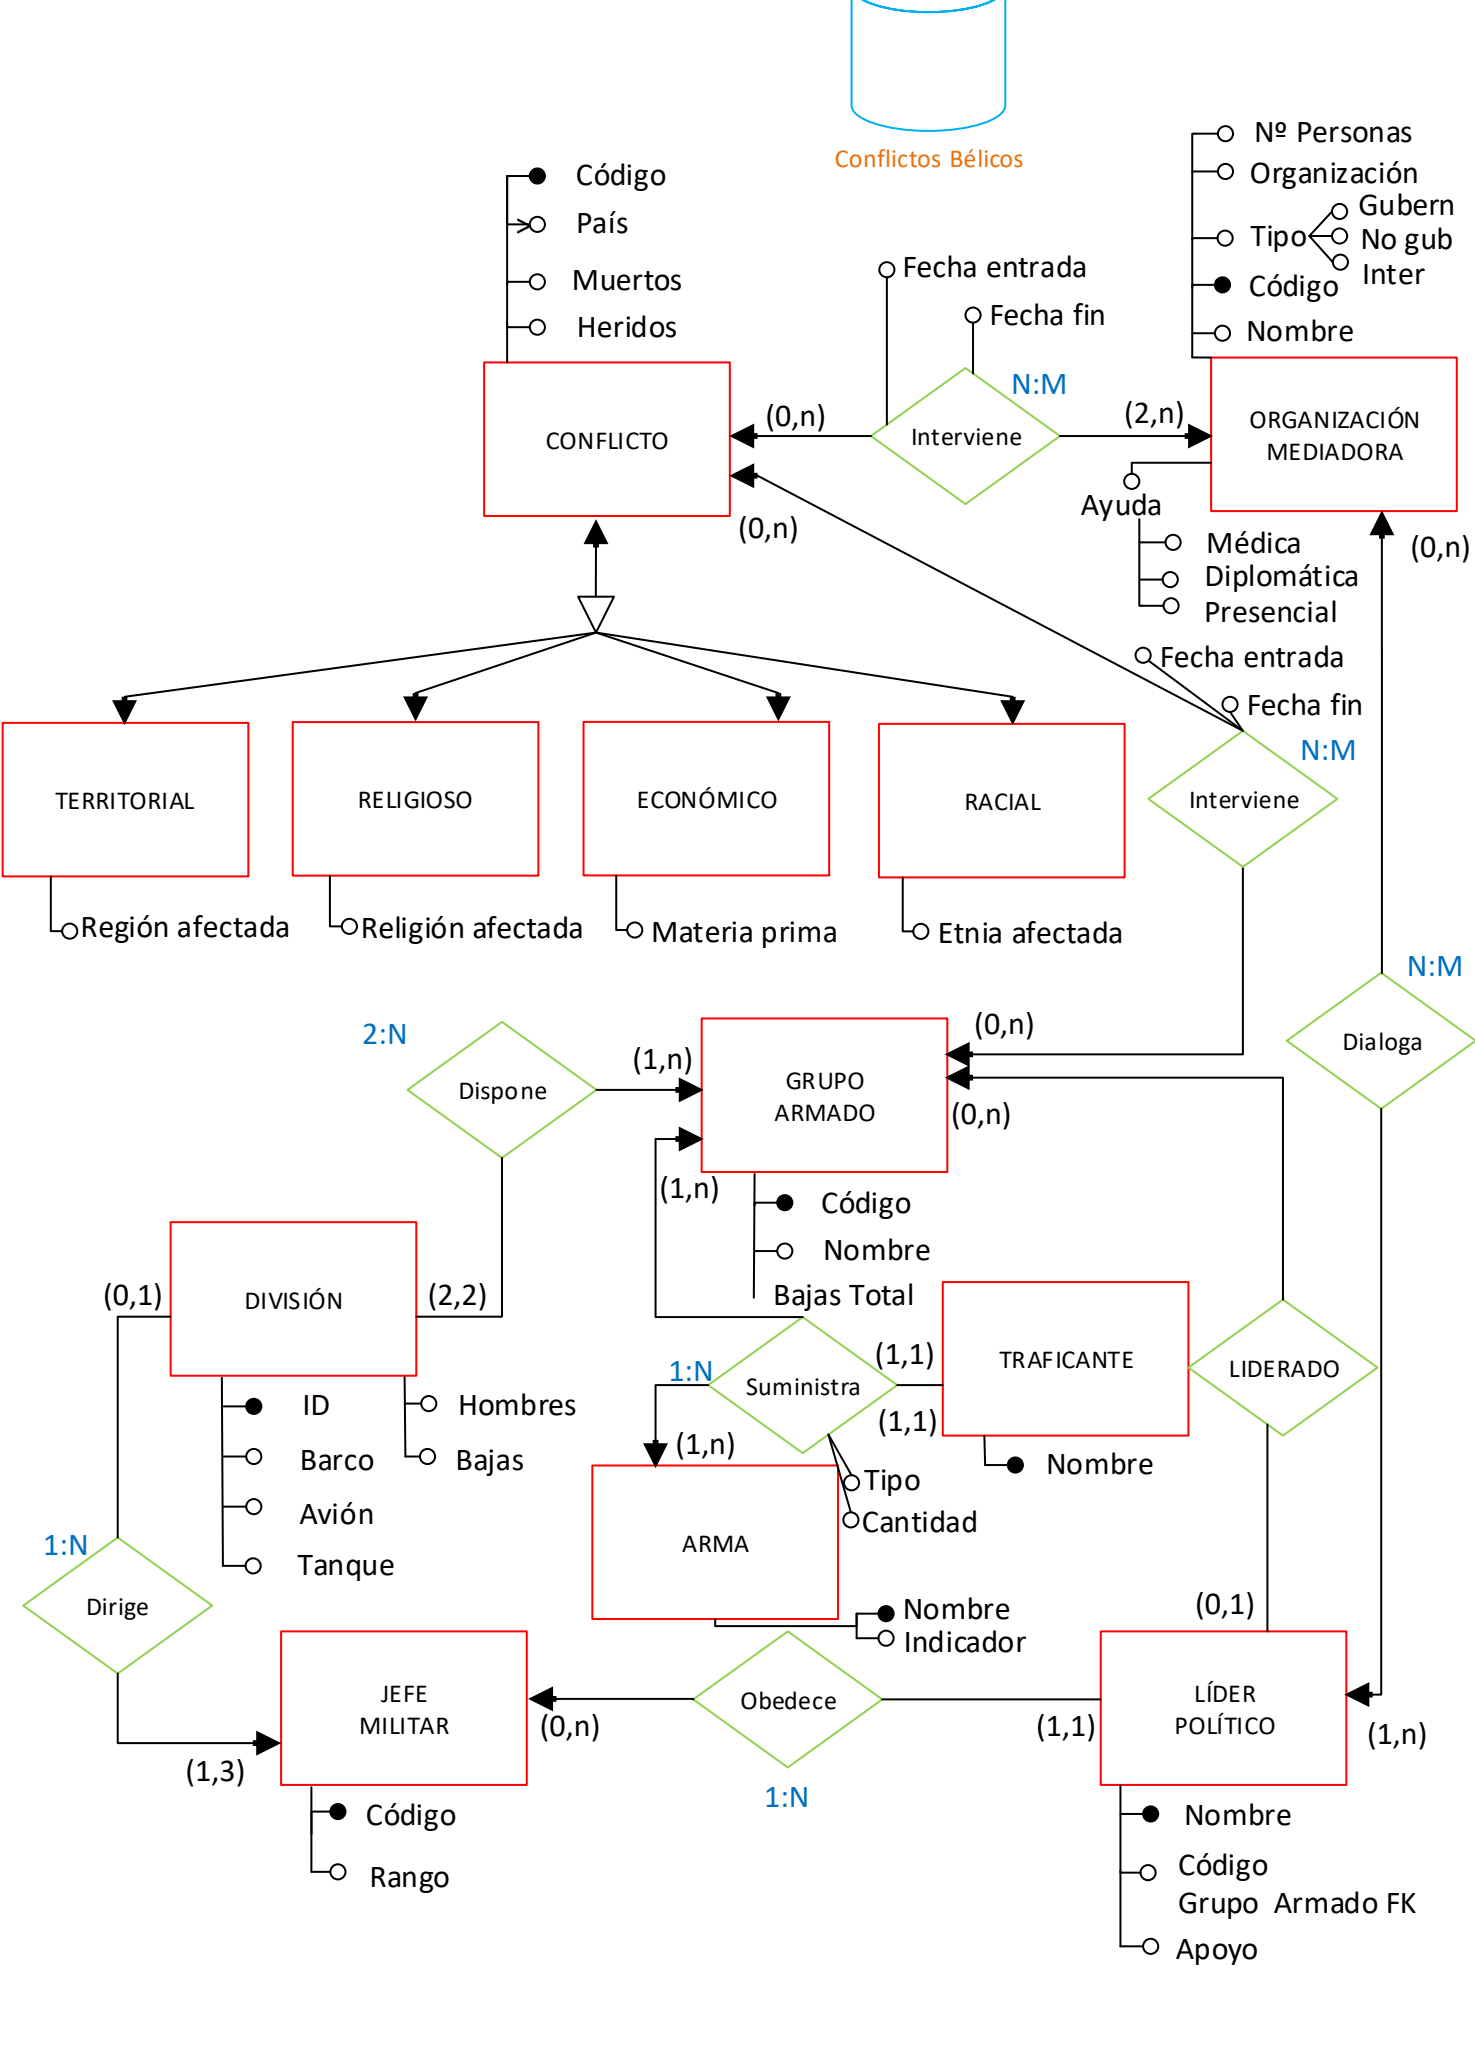 Conflictos Bélicos
Código
País
Muertos
Heridos
Nº Personas
Organización
Tipo
Gubern
No gub
Inter
Código
Nombre
Fecha entrada
Fecha fin
N:M
CONFLICTO
(0,n)
Interviene
(2,n)
ORGANIZACIÓN
MEDIADORA
(0,n)
Ayuda
Médica
Diplomática
Presencial
(0,n)
Fecha entrada
Fecha fin
N:M
Interviene
TERRITORIAL
RELIGIOSO
ECONÓMICO
RACIAL
Región afectada
Religión afectada
Materia prima
Etnia afectada
N:M
Dialoga
2:N
Dispone
(1,n)
GRUPO
ARMADO
(0,n)
(0,n)
(1,n)
Código
Nombre
Bajas Total
(0,1)
DIVISIÓN
(2,2)
ID
Barco
Avión
Tanque
Hombres
Bajas
1:N
Suministra
(1,1)
(1,1)
TRAFICANTE
Nombre
LIDERADO
(1,n)
Tipo
Cantidad
ARMA
Nombre
Indicador
1:N
Dirige
(1,3)
JEFE
MILITAR
(0,n)
Obedece
1:N
(1,1)
(0,1)
LÍDER
POLÍTICO
(1,n)
Código
Rango
Nombre
Código
Grupo Armado FK
Apoyo